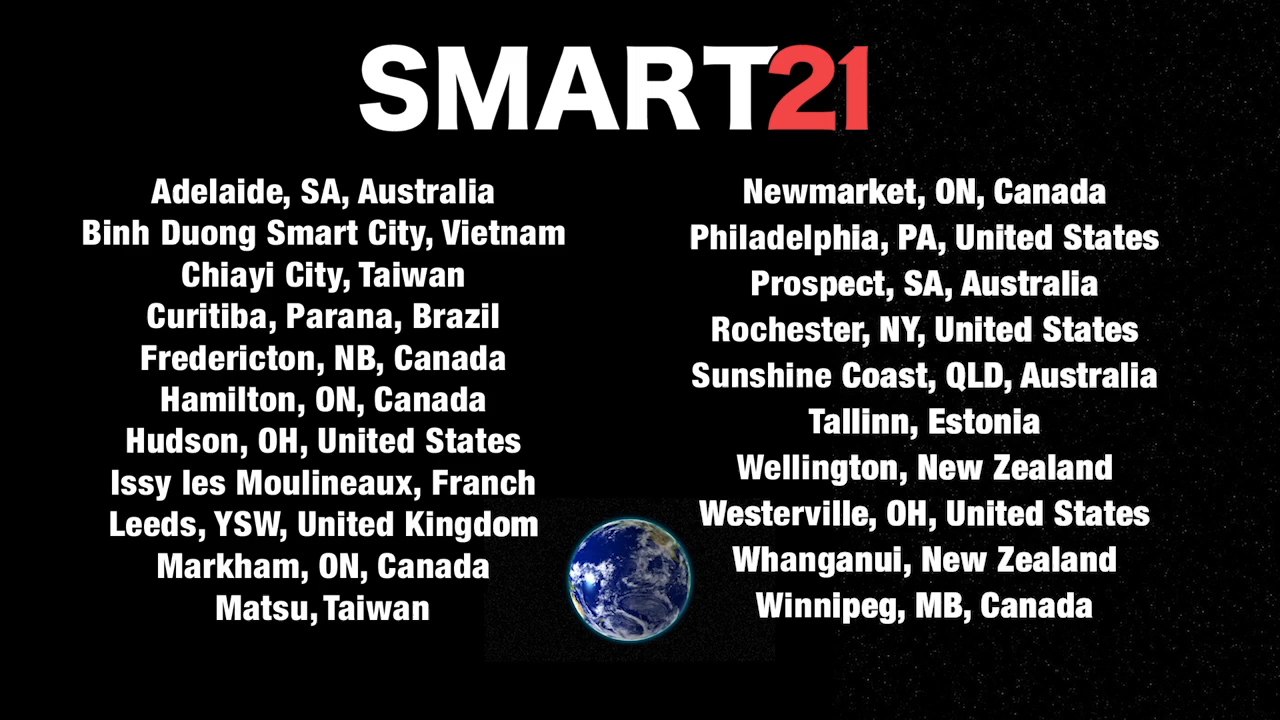 SMART21
Adelaide, SA, Australia
Binh Duong Smart City, Vietnam
Chiayi City, Taiwan
Curitiba, Parana, Brazil
Fredericton, NB, Canada
Hamilton, ON, Canada
Hudson, OH, United States
Issy les Moulineaux, Franch
Leeds, YSW, United Kingdom
Markham, ON, Canada
Matsu, Taiwan
Newmarket, ON, Canada
Philadelphia, PA, United States
Prospect, SA, Australia
Rochester, NY, United States
Sunshine Coast, QLD, Australia
Tallinn, Estonia
Wellington, New Zealand
Westerville, OH, United States
Whanganui, New Zealand
Winnipeg, MB, Canada